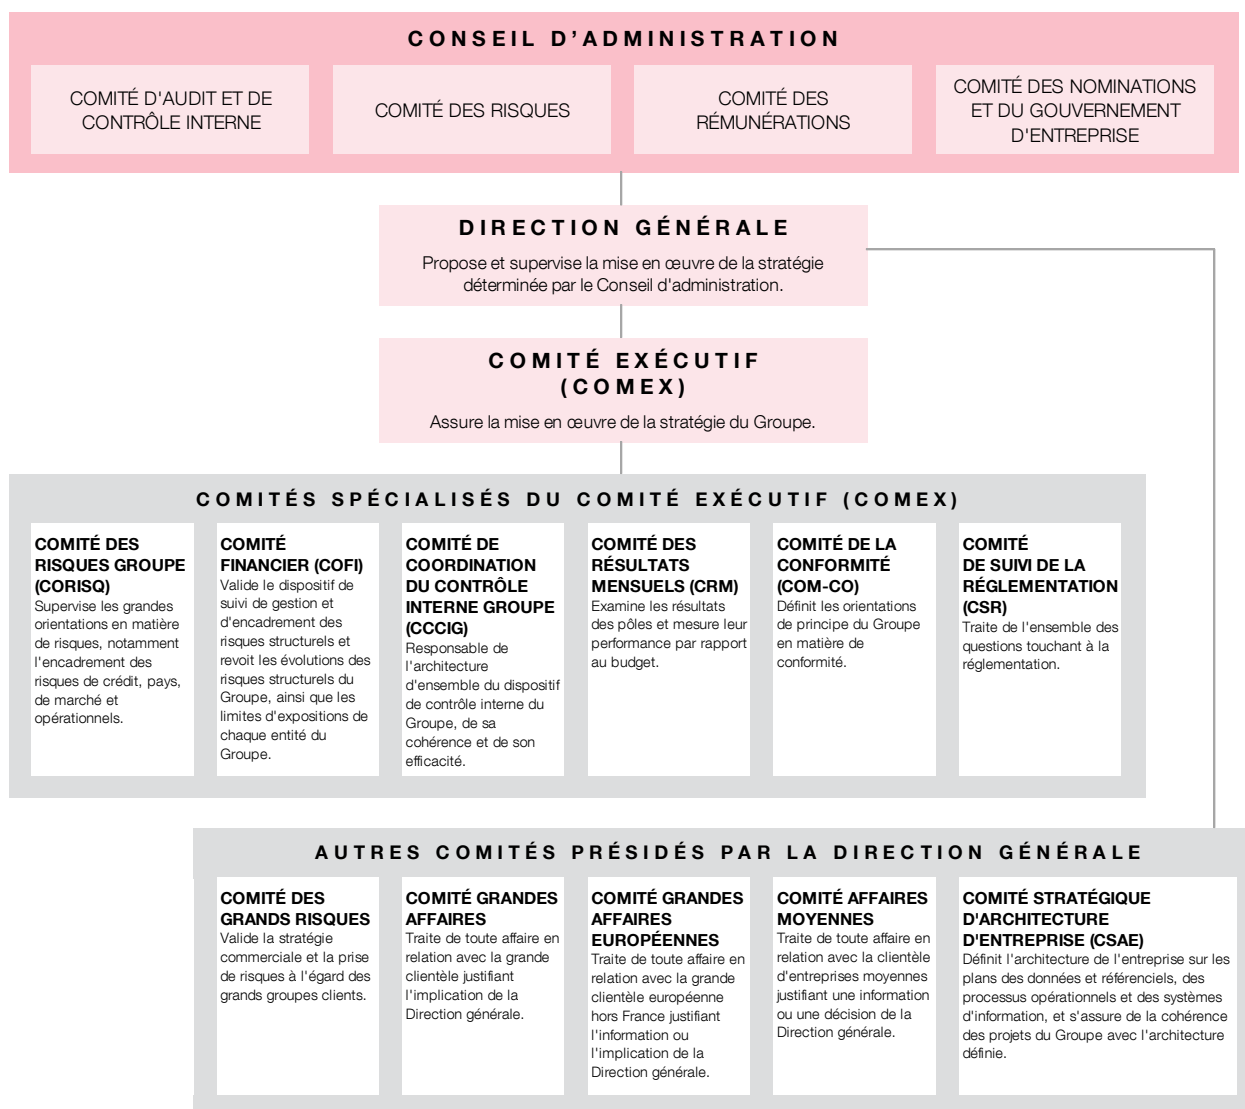 CONSEIL D'ADMINISTRATION
COMITÉ D'AUDIT ET DE
CONTRÔLE INTERNE
COMITÉ DES RISQUES
COMITÉ DES
RÉMUNÉRATIONS
COMITÉ DES NOMINATIONS
ET DU GOUVERNEMENT
D'ENTREPRISE
DIRECTION GÉNÉRALE
Propose et supervise la mise en œuvre de la stratégie
déterminée par le Conseil d'administration.
COMITÉ EXÉCUTIF
(COMEX)
Assure la mise en œuvre de la stratégie du Groupe.
COMITÉS SPÉCIALISÉS DU COMITÉ EXÉCUTIF (COMEX)
COMITÉ DES
RISQUES GROUPE
(CORISQ)
Supervise les grandes
orientations en matière
de risques, notamment
l'encadrement des
risques de crédit, pays,
de marché et
opérationnels.
COMITÉ
FINANCIER (COFI)
Valide le dispositif de
suivi de gestion et
d'encadrement des
risques structurels et
revoit les évolutions des
risques structurels du
Groupe, ainsi que les
limites d'expositions de
chaque entité du
Groupe.
COMITÉ DE
COORDINATION
DU CONTRÔLE
INTERNE GROUPE
(CCCIG)
Responsable de
l'architecture
d'ensemble du dispositif
de contrôle interne du
Groupe, de sa
cohérence et de son
efficacité.
COMITÉ DES
RÉSULTATS
MENSUELS (CRM)
Examine les résultats
des pôles et mesure leur
performance par rapport
au budget.
COMITÉ DE LA
CONFORMITÉ
(COM-CO)
Définit les orientations
de principe du Groupe
en matière de
conformité.
COMITÉ
DE SUIVI DE LA
RÉGLEMENTATION
(CSR)
Traite de l'ensemble des
questions touchant à la
réglementation.
AUTRES COMITÉS PRÉSIDÉS PAR LA DIRECTION GÉNÉRALE
COMITÉ DES
GRANDS RISQUES
Valide la stratégie
commerciale et la prise
de risques à l'égard des
grands groupes clients.
COMITÉ GRANDES
AFFAIRES
Traite de toute affaire en
relation avec la grande
clientèle justifiant
l'implication de la
Direction générale.
COMITÉ GRANDES
AFFAIRES
EUROPÉENNES
Traite de toute affaire en
relation avec la grande
clientèle européenne
hors France justifiant
l'information ou
l'implication de la
Direction générale.
COMITÉ AFFAIRES
MOYENNES
Traite de toute affaire en
relation avec la clientèle
d'entreprises moyennes
justifiant une information
ou une décision de la
Direction générale.
COMITÉ STRATÉGIQUE
D'ARCHITECTURE
D'ENTREPRISE (CSAE)
Définit l'architecture de l'entreprise sur les
plans des données et référenciels, des
processus opérationnels et des systèmes
d'information, et s'assure de la cohérence
des projets du Groupe avec l'architecture
définie.